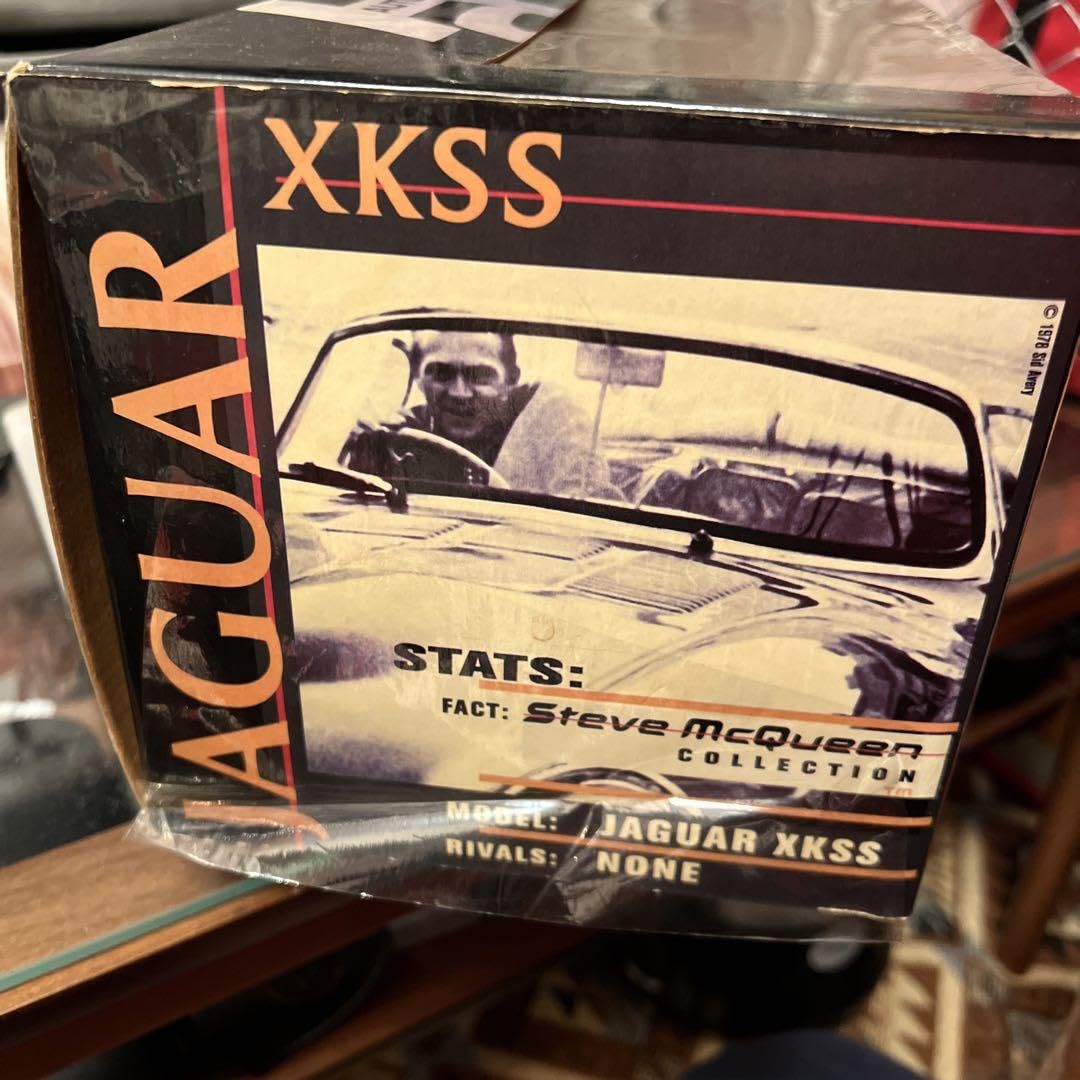 XKSS
JAGUAR
© 1978 Sid Avery
STATS:
FACT: Steve McQueen
COLLECTION
TM
MODEL: JAGUAR XKSS
RIVALS: NONE